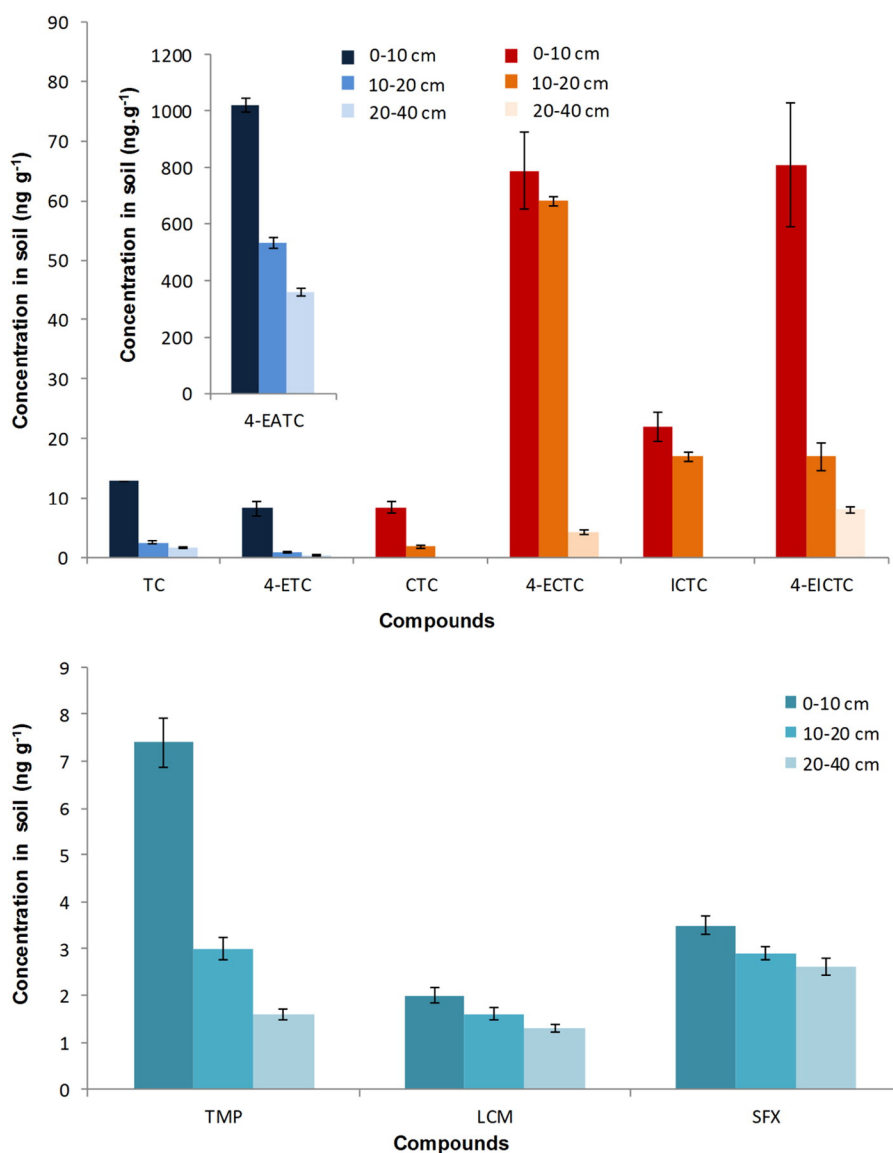 90
80
70
60
50
40
30
20
10
0
Concentration in soil (ng g⁻¹)
1200
1000
800
600
400
200
0
Concentration in soil (ng.g⁻¹)
4-EATC
0-10 cm
10-20 cm
20-40 cm
0-10 cm
10-20 cm
20-40 cm
TC 4-ETC CTC 4-ECTC ICTC 4-EICTC
Compounds
9
8
7
6
5
4
3
2
1
0
Concentration in soil (ng g⁻¹)
0-10 cm
10-20 cm
20-40 cm
TMP LCM SFX
Compounds